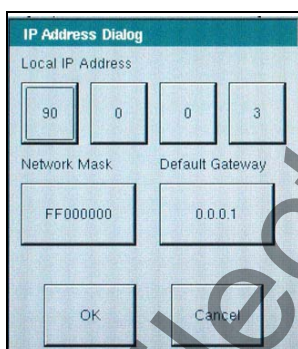 IP Address Dialog
Local IP Address
90 0 0 3
Network Mask Default Gateway
FF000000 0.0.0.1
OK Cancel